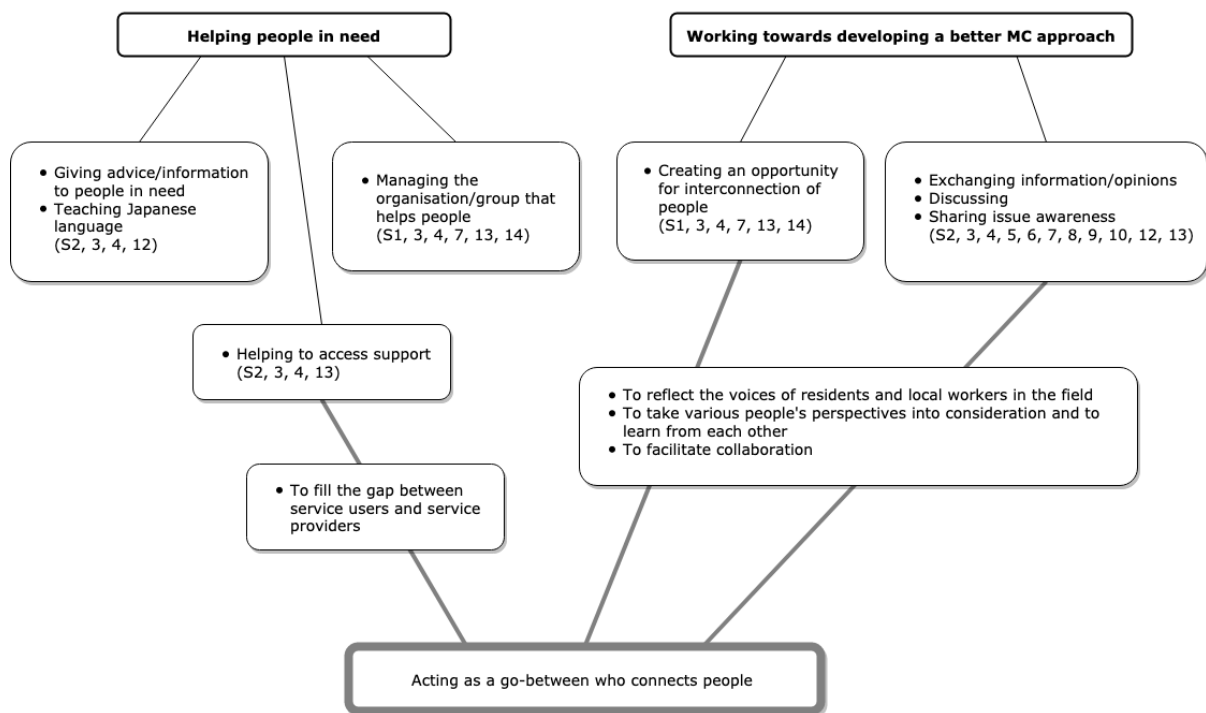 Helping people in need
Working towards developing a better MC approach
• Giving advice/information
to people in need
• Teaching Japanese
language
(S2, 3, 4, 12)
• Managing the
organisation/group that
helps people
(S1, 3, 4, 7, 13, 14)
• Creating an opportunity
for interconnection of
people
(S1, 3, 4, 7, 13, 14)
• Exchanging information/opinions
• Discussing
• Sharing issue awareness
(S2, 3, 4, 5, 6, 7, 8, 9, 10, 12, 13)
• Helping to access support
(S2, 3, 4, 13)
• To reflect the voices of residents and local workers in the field
• To take various people's perspectives into consideration and to
learn from each other
• To facilitate collaboration
• To fill the gap between
service users and service
providers
Acting as a go-between who connects people